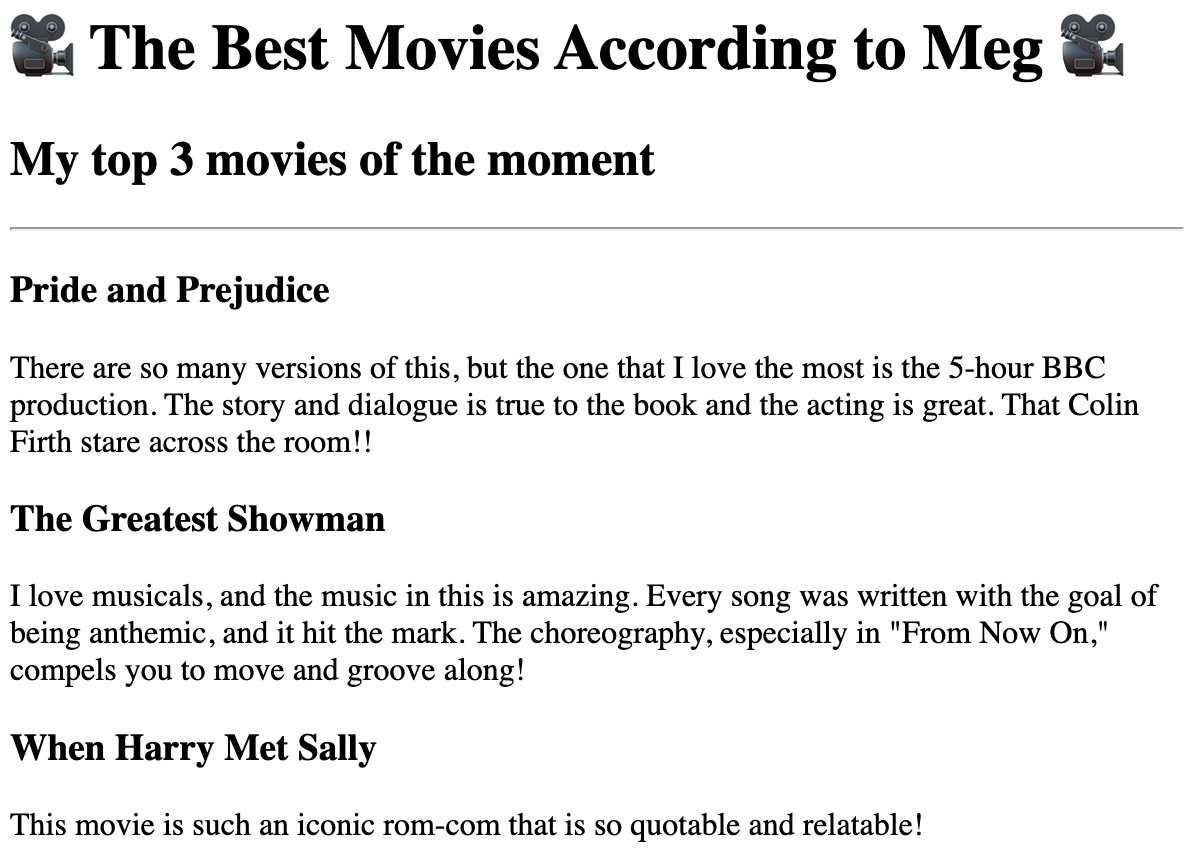 🎥 The Best Movies According to Meg 🎥
My top 3 movies of the moment
Pride and Prejudice
There are so many versions of this, but the one that I love the most is the 5-hour BBC
production. The story and dialogue is true to the book and the acting is great. That Colin
Firth stare across the room!!
The Greatest Showman
I love musicals, and the music in this is amazing. Every song was written with the goal of
being anthemic, and it hit the mark. The choreography, especially in "From Now On,"
compels you to move and groove along!
When Harry Met Sally
This movie is such an iconic rom-com that is so quotable and relatable!